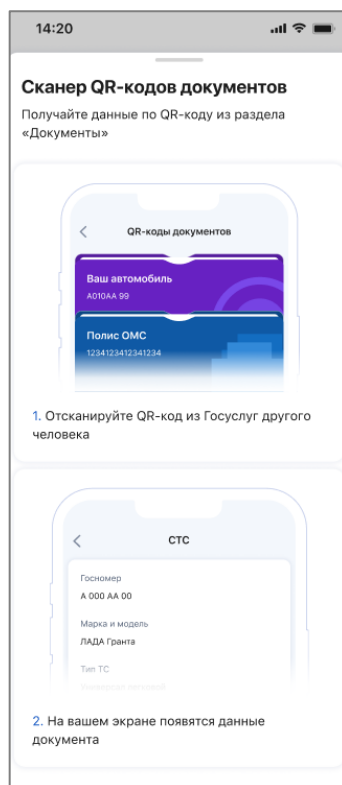 14:20
Сканер QR-кодов документов
Получайте данные по QR-коду из раздела
«Документы»
QR-коды документов
Ваш автомобиль
А010АА 99
Полис ОМС
1234123412341234
1. Отсканируйте QR-код из Госуслуг другого
человека
СТС
Госномер
А 000 АА 00
Марка и модель
ЛАДА Гранта
Тип ТС
Универсал легковой
2. На вашем экране появятся данные
документа